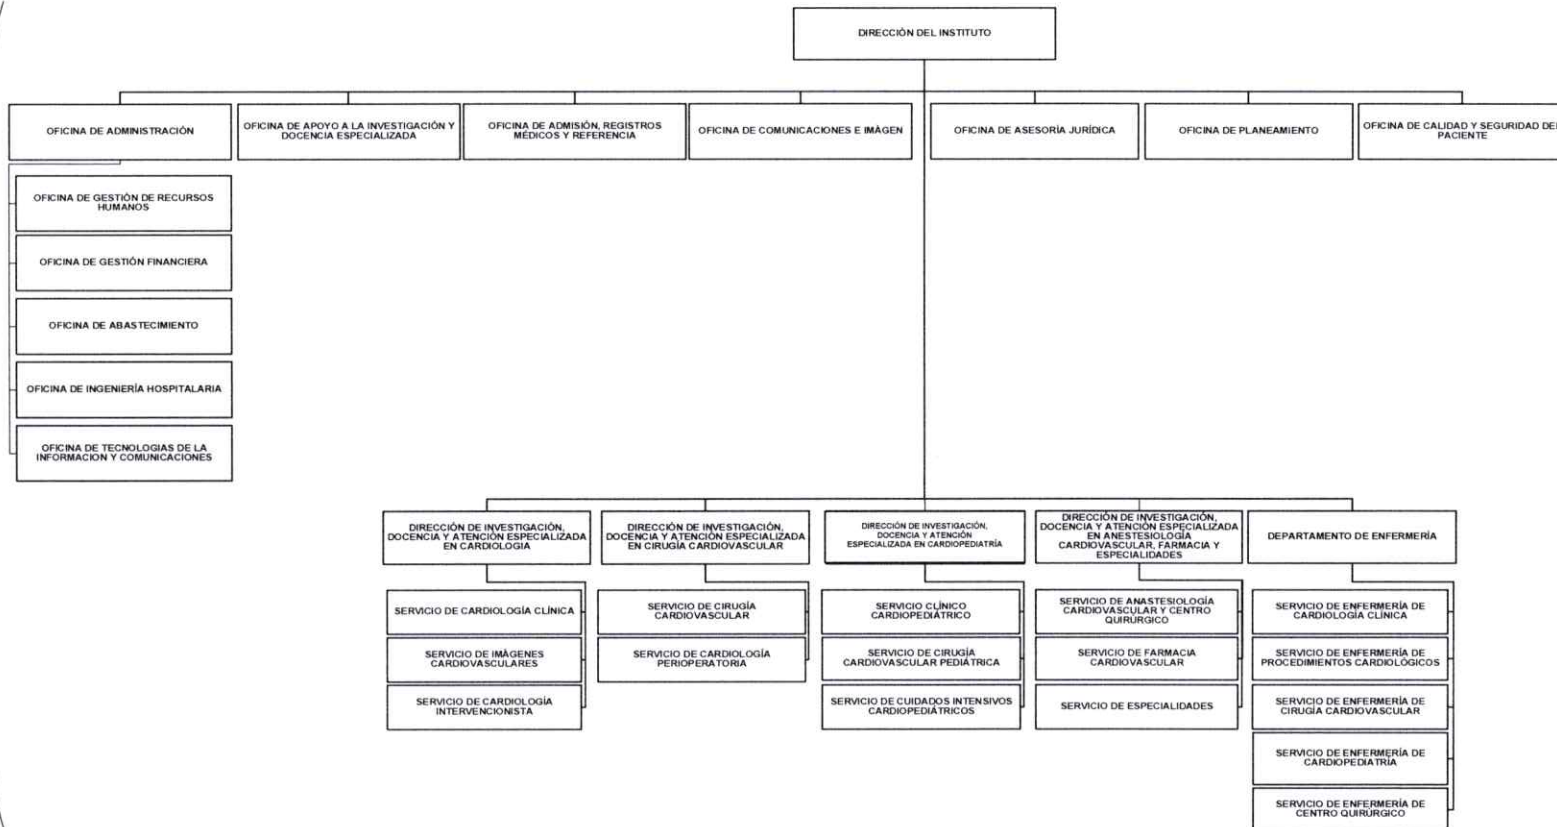 DIRECCIÓN DEL INSTITUTO
OFICINA DE ADMINISTRACIÓN
OFICINA DE APOYO A LA INVESTIGACIÓN Y
DOCENCIA ESPECIALIZADA
OFICINA DE ADMISIÓN, REGISTROS
MÉDICOS Y REFERENCIA
OFICINA DE COMUNICACIONES E IMÀGEN
OFICINA DE ASESORÍA JURÍDICA
OFICINA DE PLANEAMIENTO
OFICINA DE CALIDAD Y SEGURIDAD DEL
PACIENTE
OFICINA DE GESTIÓN DE RECURSOS
HUMANOS
OFICINA DE GESTIÓN FINANCIERA
OFICINA DE ABASTECIMIENTO
OFICINA DE INGENIERÍA HOSPITALARIA
OFICINA DE TECNOLOGIAS DE LA
INFORMACION Y COMUNICACIONES
DIRECCIÓN DE INVESTIGACIÓN,
DOCENCIA Y ATENCIÓN ESPECIALIZADA
EN CARDIOLOGIA
SERVICIO DE CARDIOLOGÍA CLÍNICA
SERVICIO DE IMÀGENES
CARDIOVASCULARES
SERVICIO DE CARDIOLOGÍA
INTERVENCIONISTA
DIRECCIÓN DE INVESTIGACIÓN,
DOCENCIA Y ATENCIÓN ESPECIALIZADA
EN CIRUGÍA CARDIOVASCULAR
SERVICIO DE CIRUGÍA
CARDIOVASCULAR
SERVICIO DE CARDIOLOGÍA
PERIOPERATORIA
DIRECCIÓN DE INVESTIGACIÓN,
DOCENCIA Y ATENCIÓN
ESPECIALIZADA EN CARDIOPEDIATRÍA
SERVICIO CLÍNICO
CARDIOPEDIÁTRICO
SERVICIO DE CIRUGÍA
CARDIOVASCULAR PEDIÁTRICA
SERVICIO DE CUIDADOS INTENSIVOS
CARDIOPEDIÁTRICOS
DIRECCIÓN DE INVESTIGACIÓN,
DOCENCIA Y ATENCIÓN ESPECIALIZADA
EN ANESTESIOLOGÍA
CARDIOVASCULAR, FARMACIA Y
ESPECIALIDADES
SERVICIO DE ANASTESIOLOGÍA
CARDIOVASCULAR Y CENTRO
QUIRÚRGICO
SERVICIO DE FARMACIA
CARDIOVASCULAR
SERVICIO DE ESPECIALIDADES
DEPARTAMENTO DE ENFERMERÍA
SERVICIO DE ENFERMERÍA DE
CARDIOLOGÍA CLÍNICA
SERVICIO DE ENFERMERÍA DE
PROCEDIMIENTOS CARDIOLÓGICOS
SERVICIO DE ENFERMERÍA DE
CIRUGÍA CARDIOVASCULAR
SERVICIO DE ENFERMERÍA DE
CARDIOPEDIATRÍA
SERVICIO DE ENFERMERÍA DE
CENTRO QUIRÚRGICO